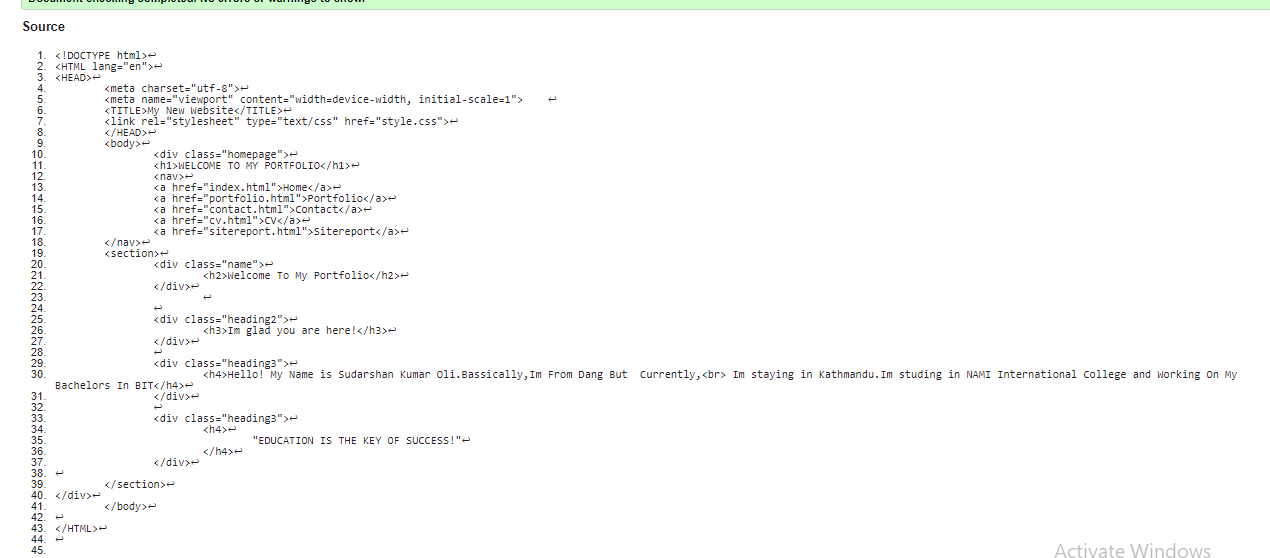 Document checking completed. No errors or warnings to show.
Source
1. <!DOCTYPE html>↩
2. <HTML lang="en">↩
3. <HEAD>↩
4. <meta charset="utf-8">↩
5. <meta name="viewport" content="width=device-width, initial-scale=1"> ↩
6. <TITLE>My New Website</TITLE>↩
7. <link rel="stylesheet" type="text/css" href="style.css">↩
8. </HEAD>↩
9. <body>↩
10. <div class="homepage">↩
11. <h1>WELCOME TO MY PORTFOLIO</h1>↩
12. <nav>↩
13. <a href="index.html">Home</a>↩
14. <a href="portfolio.html">Portfolio</a>↩
15. <a href="contact.html">Contact</a>↩
16. <a href="cv.html">CV</a>↩
17. <a href="sitereport.html">Sitereport</a>↩
18. </nav>↩
19. <section>↩
20. <div class="name">↩
21. <h2>Welcome To My Portfolio</h2>↩
22. </div>↩
23. ↩
24. ↩
25. <div class="heading2">↩
26. <h3>Im glad you are here!</h3>↩
27. </div>↩
28. ↩
29. <div class="heading3">↩
30. <h4>Hello! My Name is Sudarshan Kumar Oli.Bassically,Im From Dang But  Currently,<br> Im staying in Kathmandu.Im studing in NAMI International College and Working On My
Bachelors In BIT</h4>↩
31. </div>↩
32. ↩
33. <div class="heading3">↩
34. <h4>↩
35. "EDUCATION IS THE KEY OF SUCCESS!"↩
36. </h4>↩
37. </div>↩
38. ↩
39. </section>↩
40. </div>↩
41. </body>↩
42. ↩
43. </HTML>↩
44. ↩
45.
Activate Windows